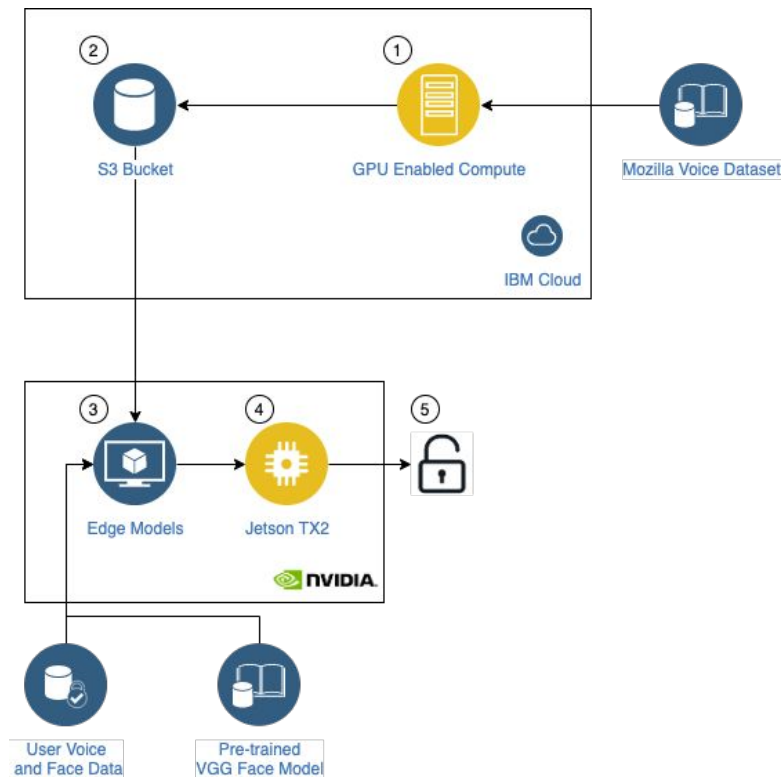 2
1
S3 Bucket
GPU Enabled Compute
Mozilla Voice Dataset
IBM Cloud
3
4
5
Edge Models
Jetson TX2
NVIDIA.
User Voice
and Face Data
Pre-trained
VGG Face Model